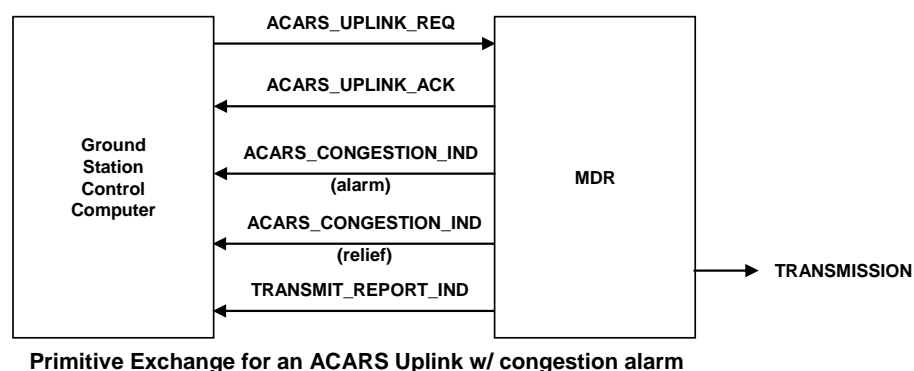 ACARS_UPLINK_REQ
ACARS_UPLINK_ACK
Ground
Station
Control
Computer
ACARS_CONGESTION_IND
(alarm)
MDR
ACARS_CONGESTION_IND
(relief)
TRANSMISSION
TRANSMIT_REPORT_IND
Primitive Exchange for an ACARS Uplink w/ congestion alarm